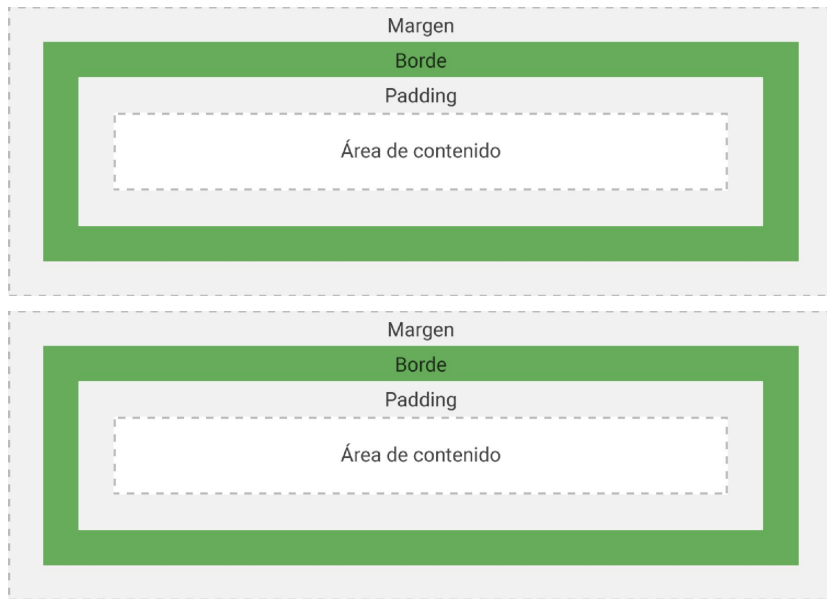 Margen
Borde
Padding
Área de contenido
Margen
Borde
Padding
Área de contenido